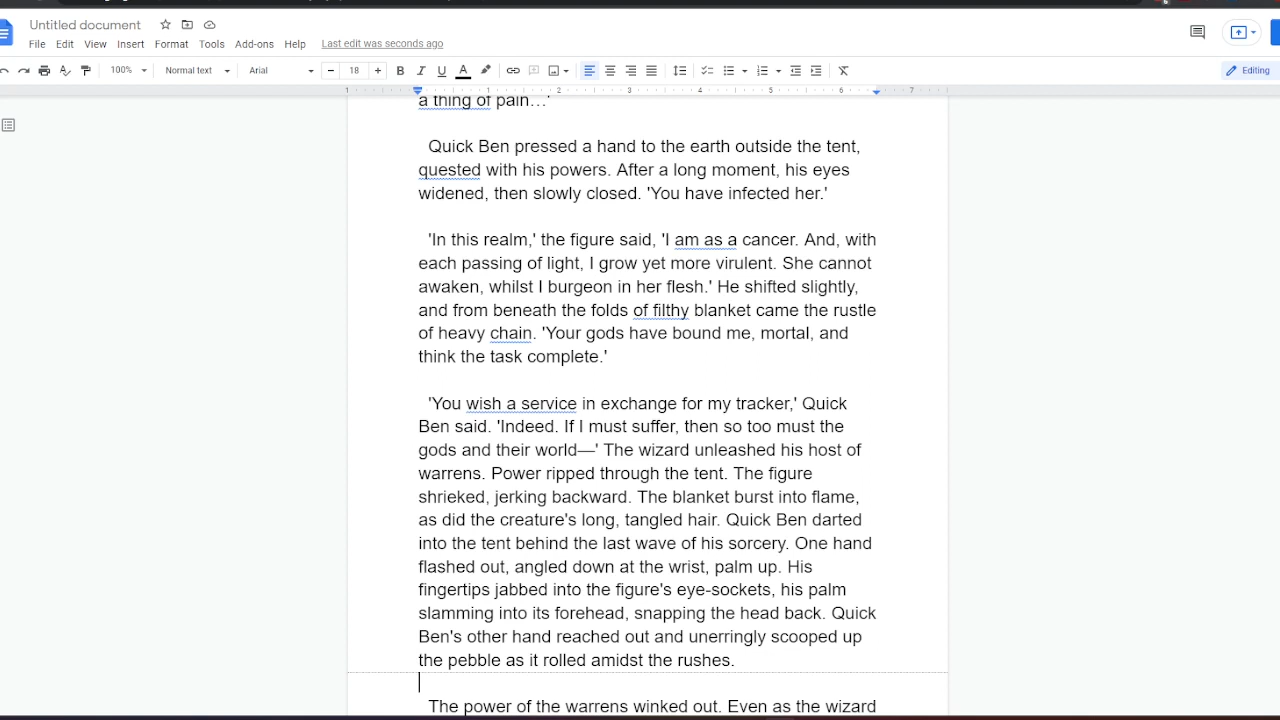 Untitled document
File Edit View Insert Format Tools Add-ons Help Last edit was seconds ago
100% Normal text Arial 18 B I U A Editing
1 1 2 3 4 5 6 7
a thing of pain…'
Quick Ben pressed a hand to the earth outside the tent,
quested with his powers. After a long moment, his eyes
widened, then slowly closed. 'You have infected her.'
'In this realm,' the figure said, 'I am as a cancer. And, with
each passing of light, I grow yet more virulent. She cannot
awaken, whilst I burgeon in her flesh.' He shifted slightly,
and from beneath the folds of filthy blanket came the rustle
of heavy chain. 'Your gods have bound me, mortal, and
think the task complete.'
'You wish a service in exchange for my tracker,' Quick
Ben said. 'Indeed. If I must suffer, then so too must the
gods and their world—' The wizard unleashed his host of
warrens. Power ripped through the tent. The figure
shrieked, jerking backward. The blanket burst into flame,
as did the creature's long, tangled hair. Quick Ben darted
into the tent behind the last wave of his sorcery. One hand
flashed out, angled down at the wrist, palm up. His
fingertips jabbed into the figure's eye-sockets, his palm
slamming into its forehead, snapping the head back. Quick
Ben's other hand reached out and unerringly scooped up
the pebble as it rolled amidst the rushes.
The power of the warrens winked out. Even as the wizard